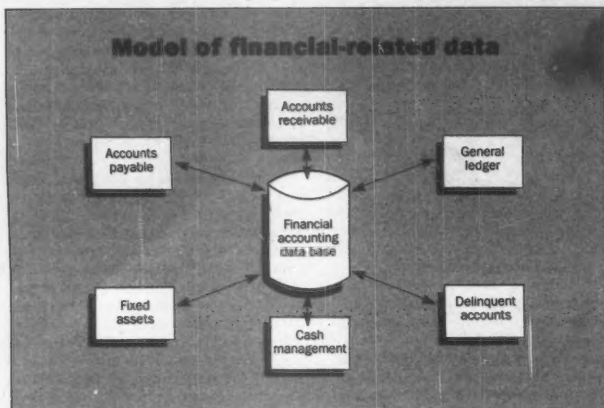 Model of financial-related data
Accounts
receivable
Accounts
payable
General
ledger
Financial
accounting
data base
Fixed
assets
Delinquent
accounts
Cash
management